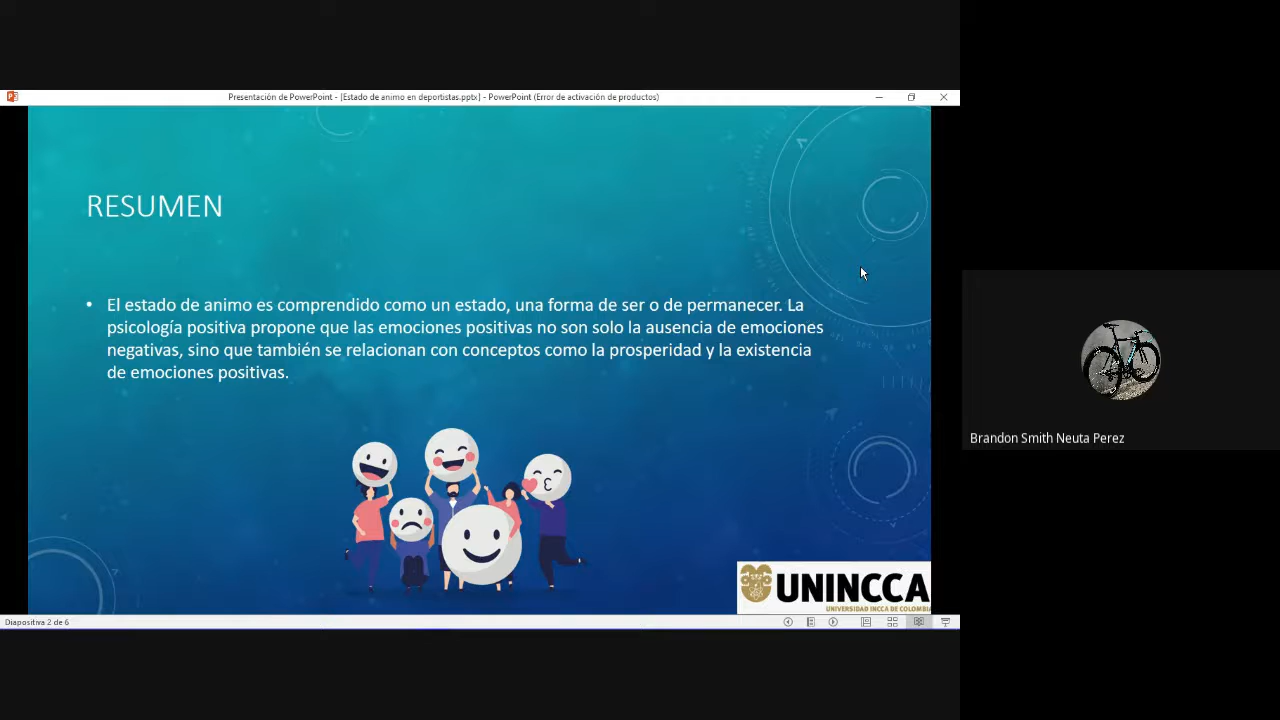 Presentación de PowerPoint - [Estado de animo en deportistas.pptx] - PowerPoint (Error de activación de productos)
RESUMEN
• El estado de animo es comprendido como un estado, una forma de ser o de permanecer. La
psicología positiva propone que las emociones positivas no son solo la ausencia de emociones
negativas, sino que también se relacionan con conceptos como la prosperidad y la existencia
de emociones positivas.
UNINCCA
UNIVERSIDAD INCCA DE COLOMBIA
Diapositiva 2 de 6
Brandon Smith Neuta Perez